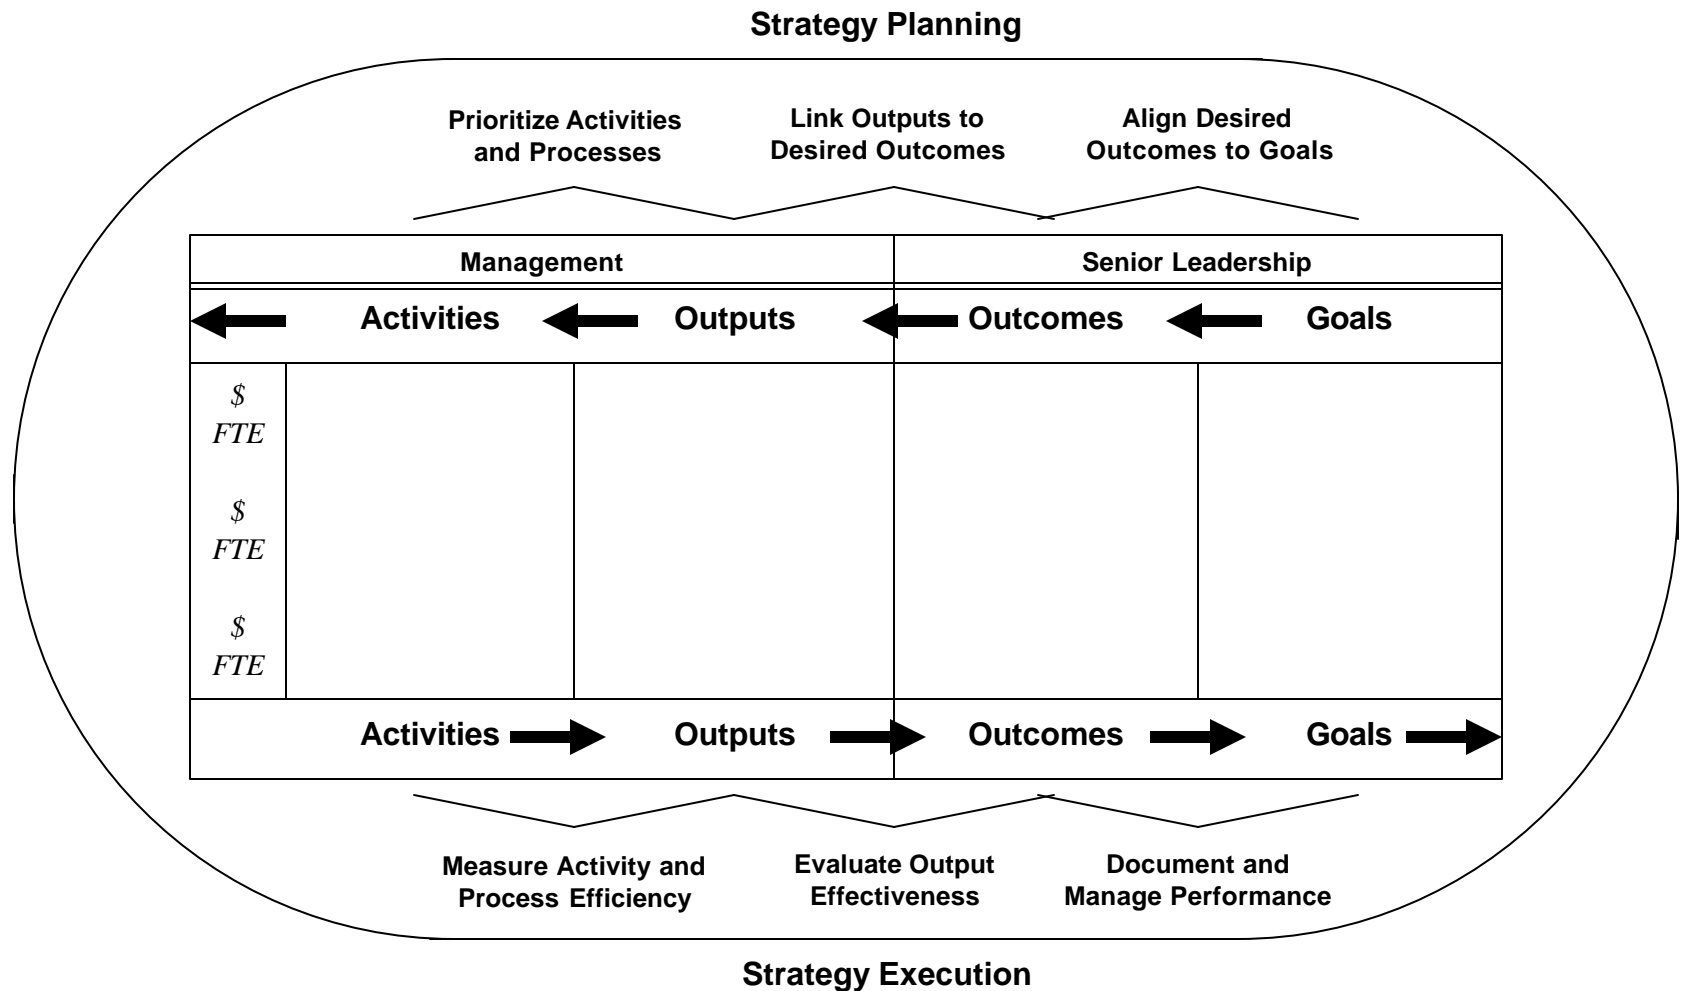 Strategy Planning
Prioritize Activities
and Processes
Link Outputs to
Desired Outcomes
Align Desired
Outcomes to Goals
Management
Senior Leadership
Activities
Outputs
Outcomes
Goals
$
FTE
$
FTE
$
FTE
Activities
Outputs
Outcomes
Goals
Measure Activity and
Process Efficiency
Evaluate Output
Effectiveness
Document and
Manage Performance
Strategy Execution